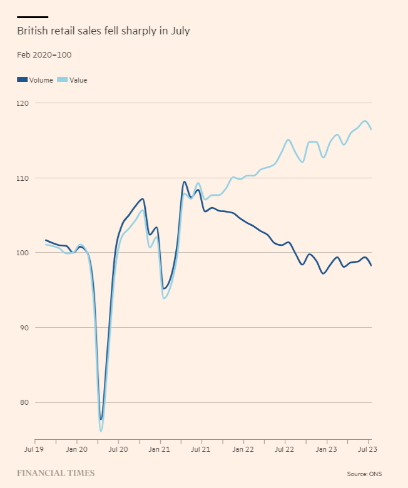 British retail sales fell sharply in July
Feb 2020=100
Volume Value
120
110
100
90
80
Jul 19 Jan 20 Jul 20 Jan 21 Jul 21 Jan 22 Jul 22 Jan 23 Jul 23
FINANCIAL TIMES Source: ONS